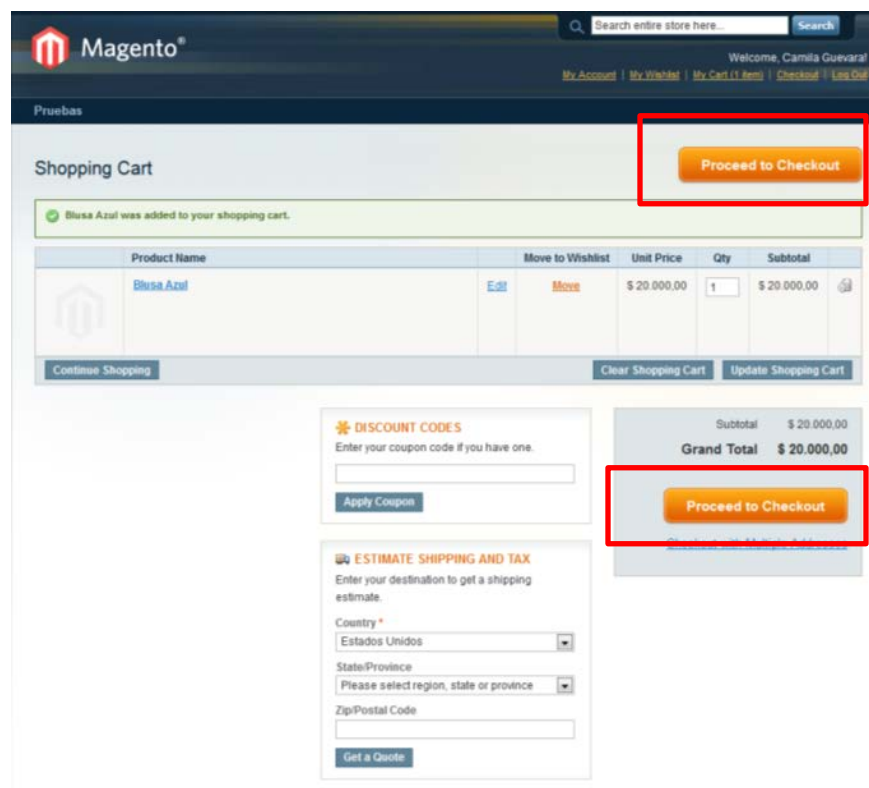 Magento®
Search entire store here...
Search
Welcome, Camila Guevara!
My Account | My Wishlist | My Cart (1 item) | Checkout | Log Out
Pruebas
Shopping Cart
Proceed to Checkout
Blusa Azul was added to your shopping cart.
Product Name Move to Wishlist Unit Price Qty Subtotal
Blusa Azul Edit Move $ 20.000,00 1 $ 20.000,00
Continue Shopping Clear Shopping Cart Update Shopping Cart
DISCOUNT CODES
Enter your coupon code if you have one.
Apply Coupon
Subtotal $ 20.000,00
Grand Total $ 20.000,00
Proceed to Checkout
Checkout with Multiple Addresses
ESTIMATE SHIPPING AND TAX
Enter your destination to get a shipping
estimate.
Country *
Estados Unidos
State/Province
Please select region, state or province
Zip/Postal Code
Get a Quote